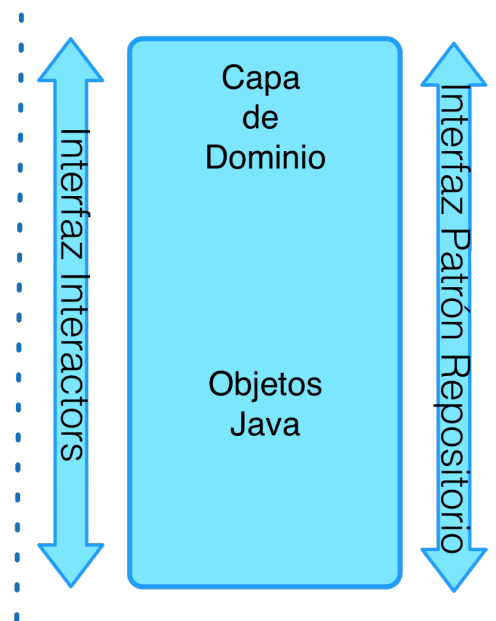 Interfaz Interactors
Capa
de
Dominio
Objetos
Java
Interfaz Patrón Repositorio